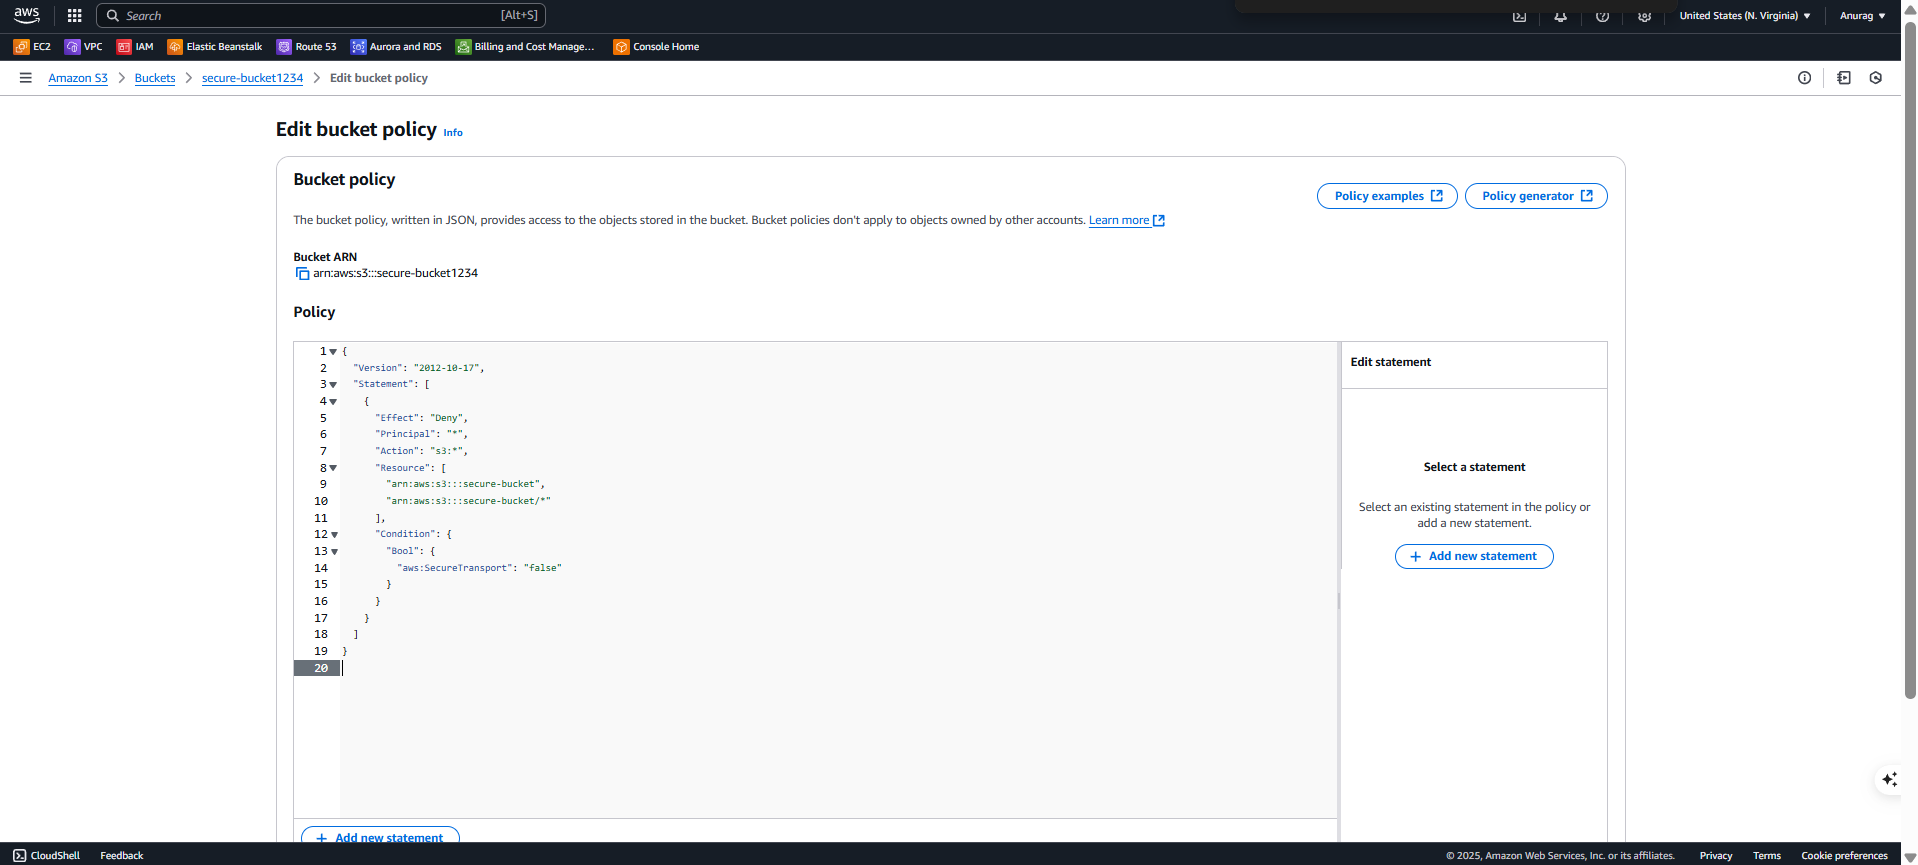 aws
Search [Alt+S]
United States (N. Virginia) ▼ Anurag ▼
EC2 VPC IAM Elastic Beanstalk Route 53 Aurora and RDS Billing and Cost Manage... Console Home
Amazon S3 > Buckets > secure-bucket1234 > Edit bucket policy
Edit bucket policy Info
Bucket policy
Policy examples
Policy generator
The bucket policy, written in JSON, provides access to the objects stored in the bucket. Bucket policies don't apply to objects owned by other accounts. Learn more
Bucket ARN
arn:aws:s3:::secure-bucket1234
Policy
1 {
2 "Version": "2012-10-17",
3 "Statement": [
4 {
5 "Effect": "Deny",
6 "Principal": "*",
7 "Action": "s3:*",
8 "Resource": [
9 "arn:aws:s3:::secure-bucket",
10 "arn:aws:s3:::secure-bucket/*"
11 ],
12 "Condition": {
13 "Bool": {
14 "aws:SecureTransport": "false"
15 }
16 }
17 }
18 ]
19 }
20
Edit statement
Select a statement
Select an existing statement in the policy or
add a new statement.
+ Add new statement
+ Add new statement
CloudShell Feedback
© 2025, Amazon Web Services, Inc. or its affiliates. Privacy Terms Cookie preferences